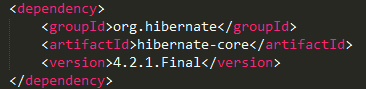 <dependency>
    <groupId>org.hibernate</groupId>
    <artifactId>hibernate-core</artifactId>
    <version>4.2.1.Final</version>
</dependency>